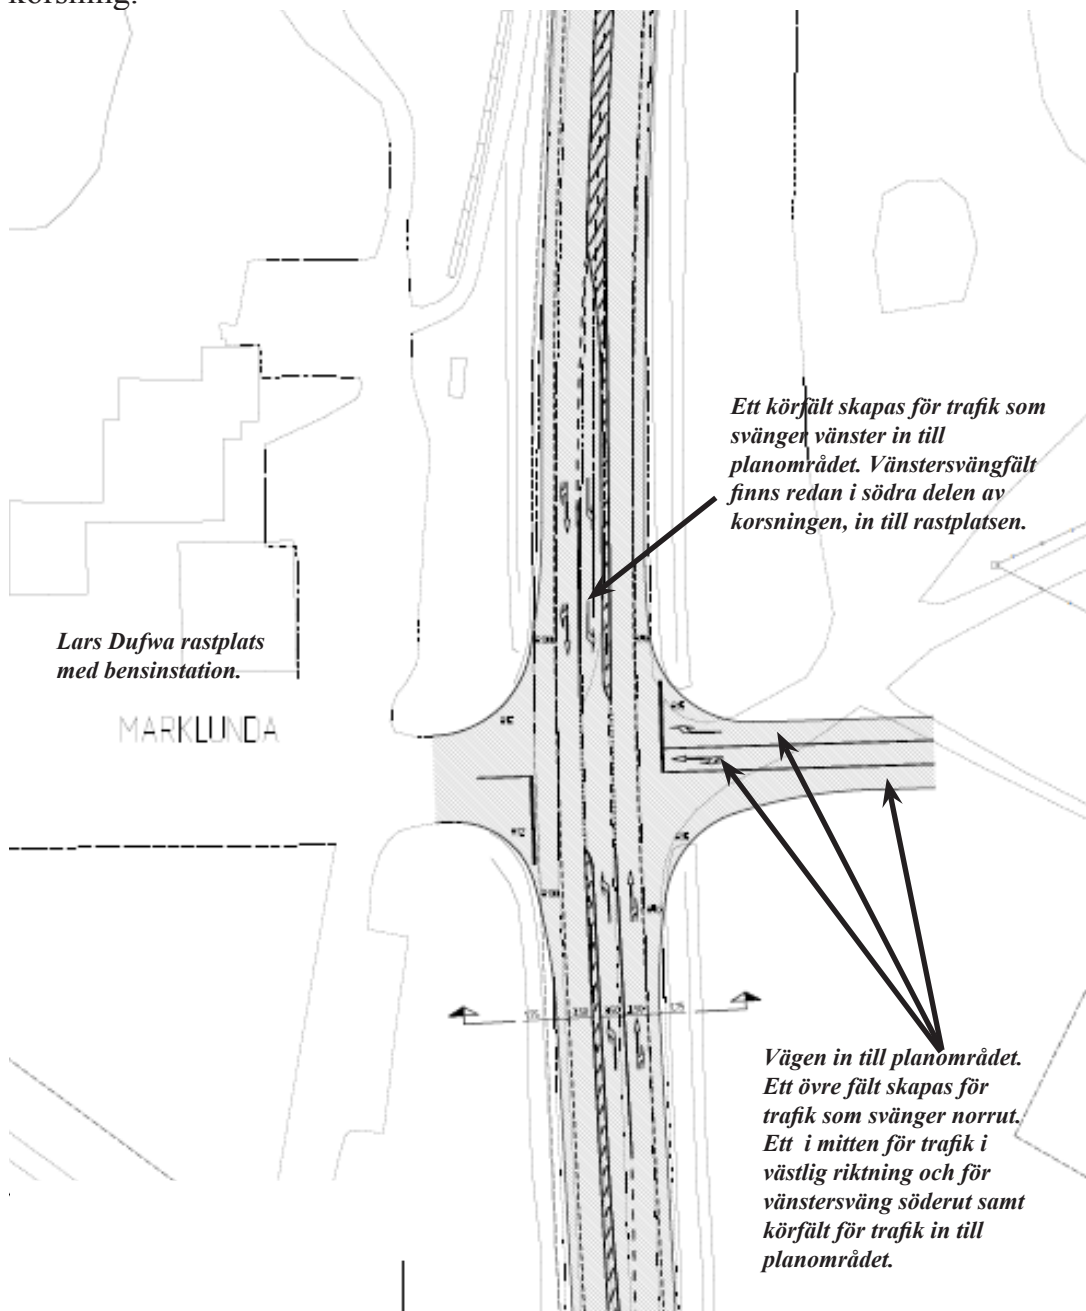 korsning.
Ett körfält skapas för trafik som
svänger vänster in till
planområdet. Vänstersvängfält
finns redan i södra delen av
korsningen, in till rastplatsen.
Lars Dufwa rastplats
med bensinstation.
MARKLUNDA
Vägen in till planområdet.
Ett övre fält skapas för
trafik som svänger norrut.
Ett i mitten för trafik i
västlig riktning och för
vänstersväng söderut samt
körfält för trafik in till
planområdet.